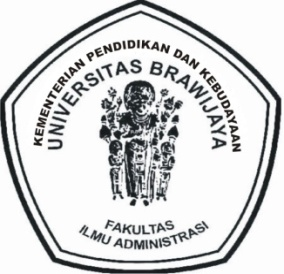 KEMENTERIAN PENDIDIKAN DAN KEBUDAYAAN
UNIVERSITAS BRAWIJAYA
FAKULTAS
ILMU ADMINISTRASI